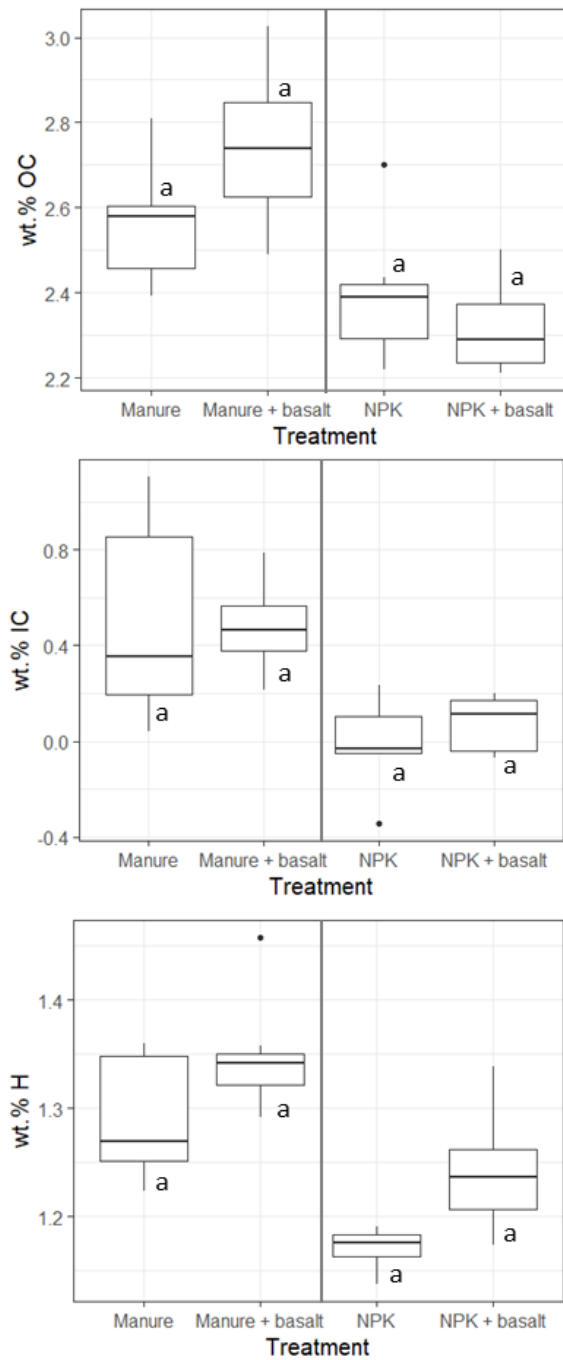 wt.% OC
3.0
2.8
2.6
2.4
2.2
a
a
a
a
Manure
Manure + basalt
NPK
NPK + basalt
Treatment
wt.% IC
0.8
0.4
0.0
-0.4
a
a
a
a
Manure
Manure + basalt
NPK
NPK + basalt
Treatment
wt.% H
1.4
1.3
1.2
a
a
a
a
Manure
Manure + basalt
NPK
NPK + basalt
Treatment